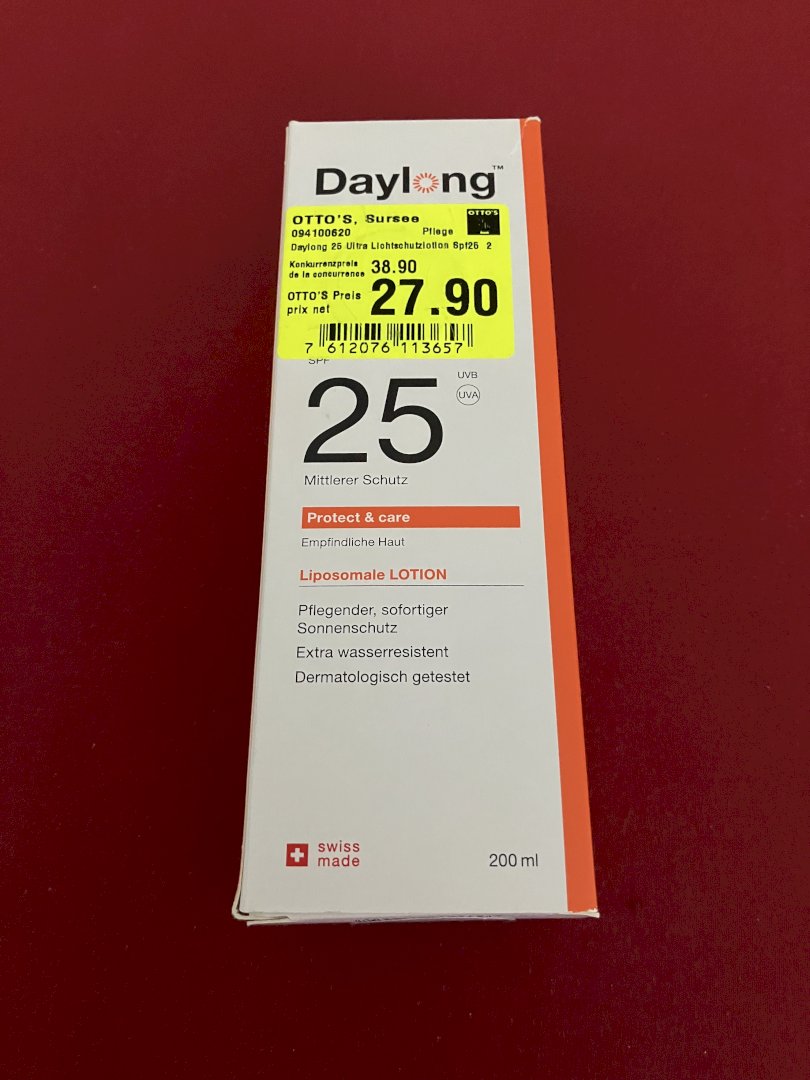 Daylong™
OTTO'S, Sursee
OTTO'S
094100620 Pflege
Daylong 25 Ultra Lichtschutzlotion Spf25 2
Konkurrenzpreis
de la concurrence 38.90
OTTO'S Preis
prix net 27.90
7 612076 113657
SPF
25
UVB
UVA
Mittlerer Schutz
Protect & care
Empfindliche Haut
Liposomale LOTION
Pflegender, sofortiger
Sonnenschutz
Extra wasserresistent
Dermatologisch getestet
swiss
made
200 ml